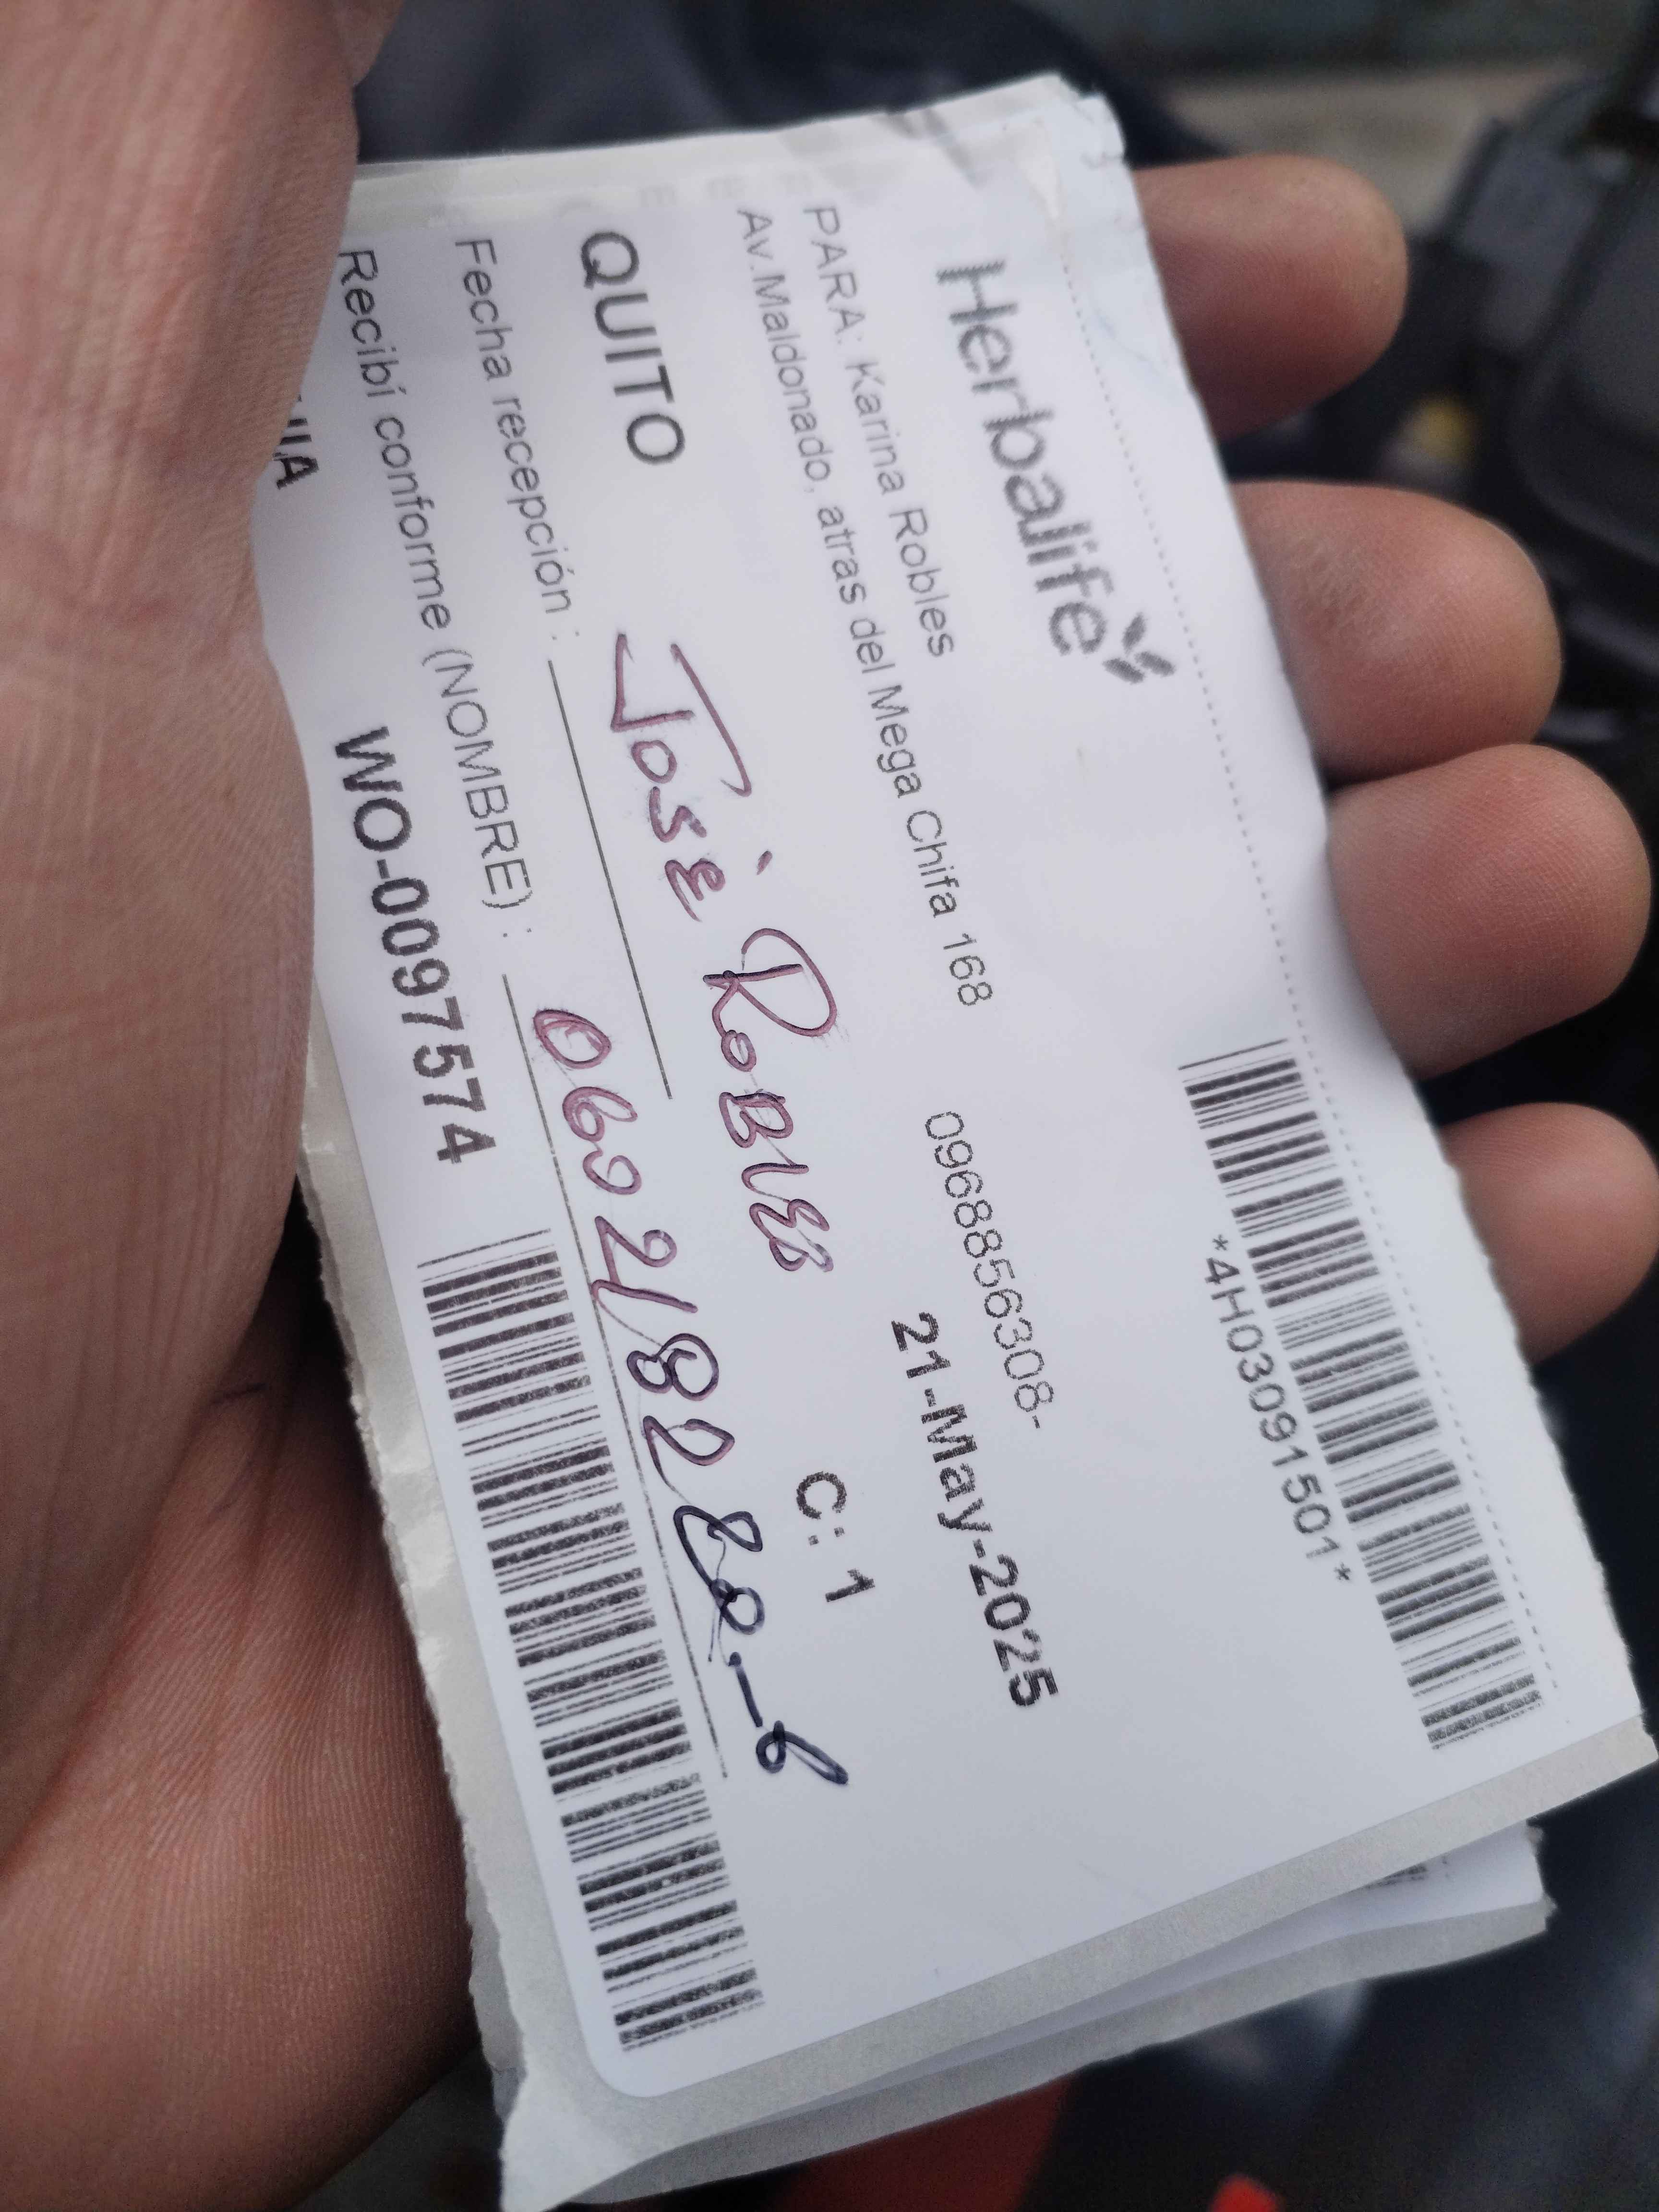 Herbalife
*4H03091501*
PARA: Karina Robles
Av.Maldonado, atras del Mega Chifa 168 0968856308-
21-May-2025
QUITO C: 1
José Robles
Fecha recepción :
Recibí conforme (NOMBRE) :
WO-0097574